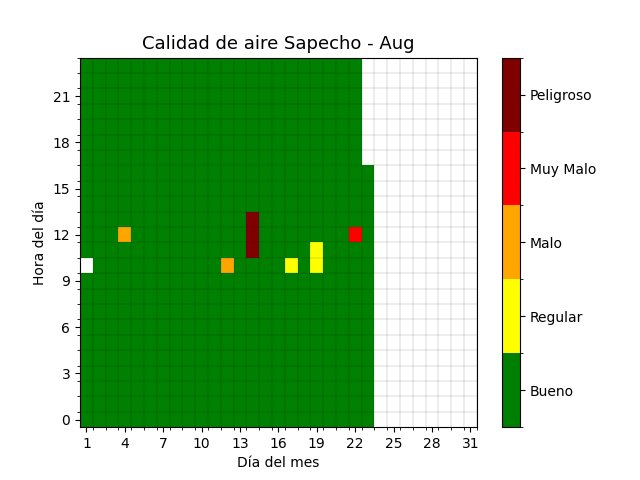 Calidad de aire Sapecho - Aug
21
18
15
12
9
6
3
0
Hora del día
1 4 7 10 13 16 19 22 25 28 31
Día del mes
Peligroso
Muy Malo
Malo
Regular
Bueno